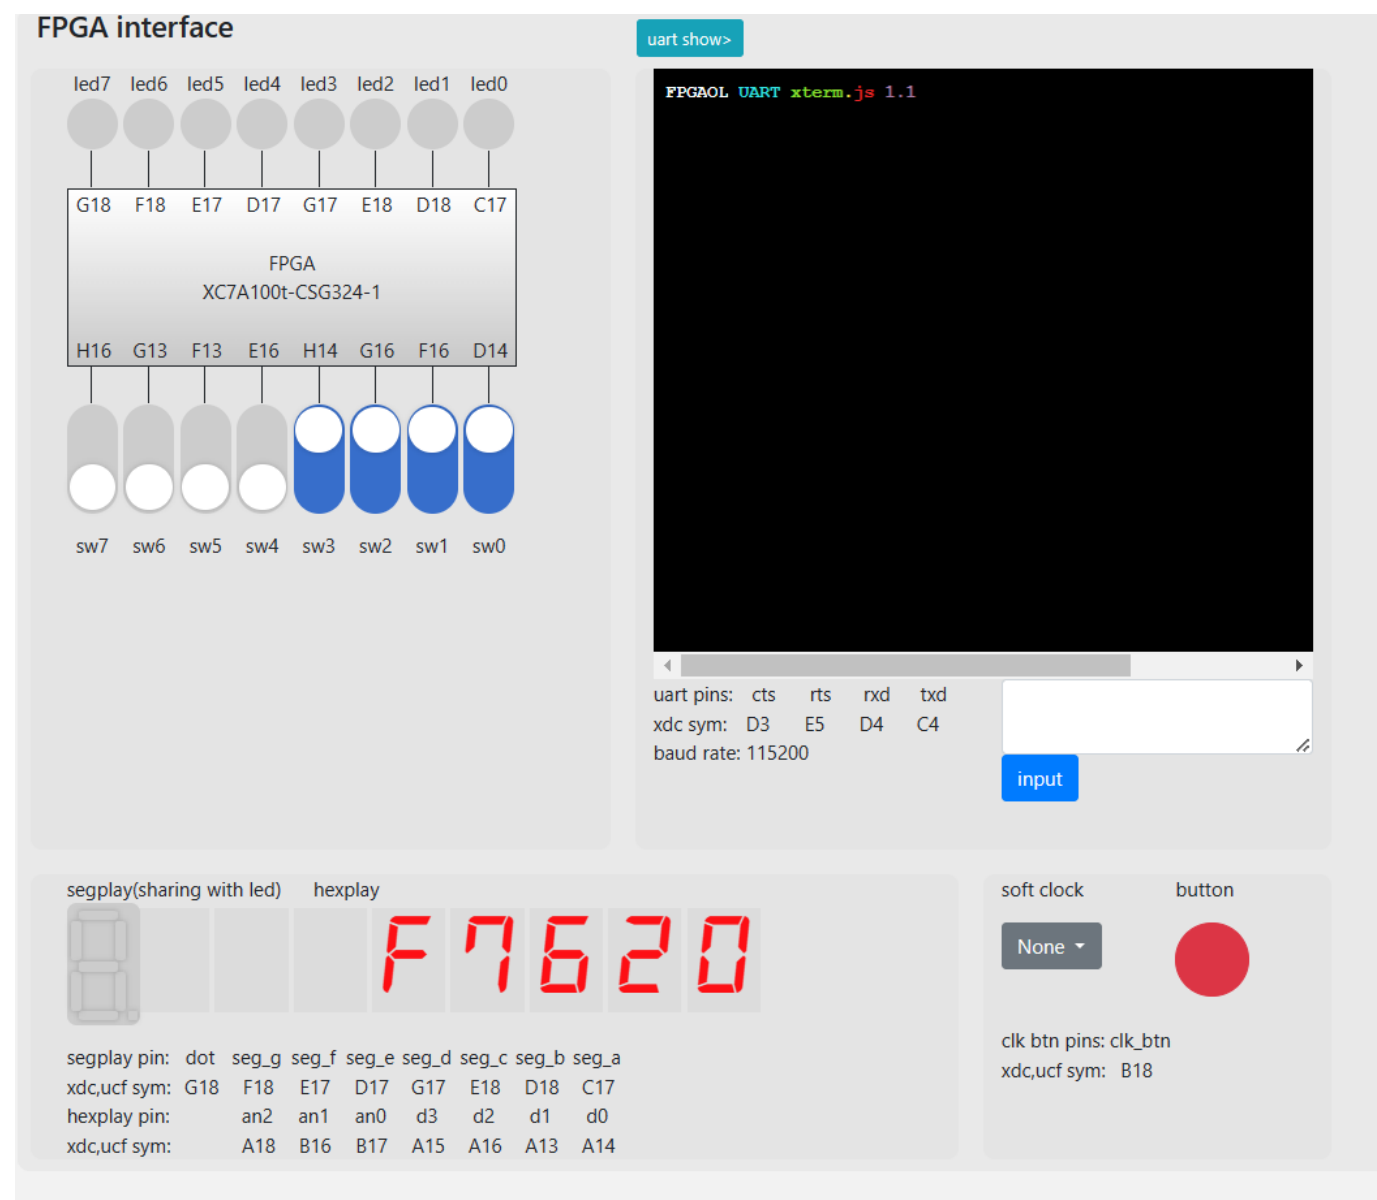 FPGA interface
uart show>
led7 led6 led5 led4 led3 led2 led1 led0
G18 F18 E17 D17 G17 E18 D18 C17
FPGA
XC7A100t-CSG324-1
H16 G13 F13 E16 H14 G16 F16 D14
sw7 sw6 sw5 sw4 sw3 sw2 sw1 sw0
FPGAOL UART xterm.js 1.1
uart pins: cts rts rxd txd
xdc sym: D3 E5 D4 C4
baud rate: 115200
input
segplay(sharing with led) hexplay
F7620
segplay pin: dot seg_g seg_f seg_e seg_d seg_c seg_b seg_a
xdc,ucf sym: G18 F18 E17 D17 G17 E18 D18 C17
hexplay pin: an2 an1 an0 d3 d2 d1 d0
xdc,ucf sym: A18 B16 B17 A15 A16 A13 A14
soft clock button
None
clk btn pins: clk_btn
xdc,ucf sym: B18